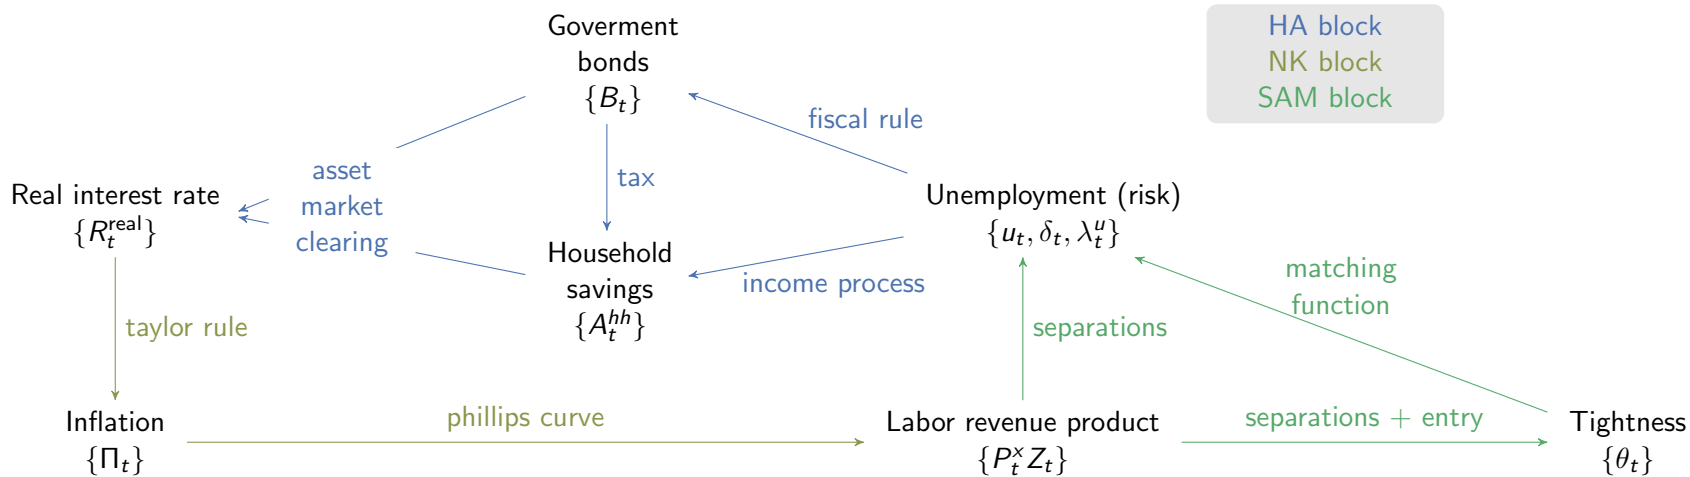 Goverment
bonds
{B_t}
HA block
NK block
SAM block
fiscal rule
asset
market
clearing
tax
Real interest rate
{R_t^real}
Unemployment (risk)
{u_t, δ_t, λ_t^u}
Household
savings
{A_t^hh}
income process
matching
function
taylor rule
separations
Inflation
{Π_t}
phillips curve
Labor revenue product
{P_t^x Z_t}
separations + entry
Tightness
{θ_t}